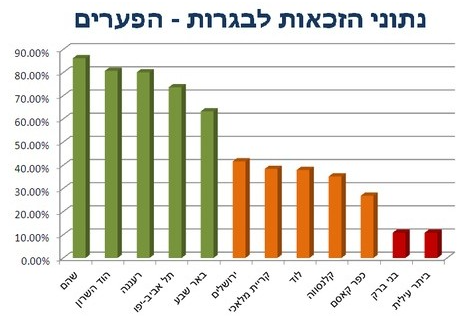 נתוני הזכאות לבגרות - הפערים
90.00%
80.00%
70.00%
60.00%
50.00%
40.00%
30.00%
20.00%
10.00%
0.00%
שהם
הוד השרון
רעננה
תל אביב-יפו
באר שבע
ירושלים
קריית מלאכי
לוד
קלנסווה
כפר קאסם
בני ברק
ביתר עילית